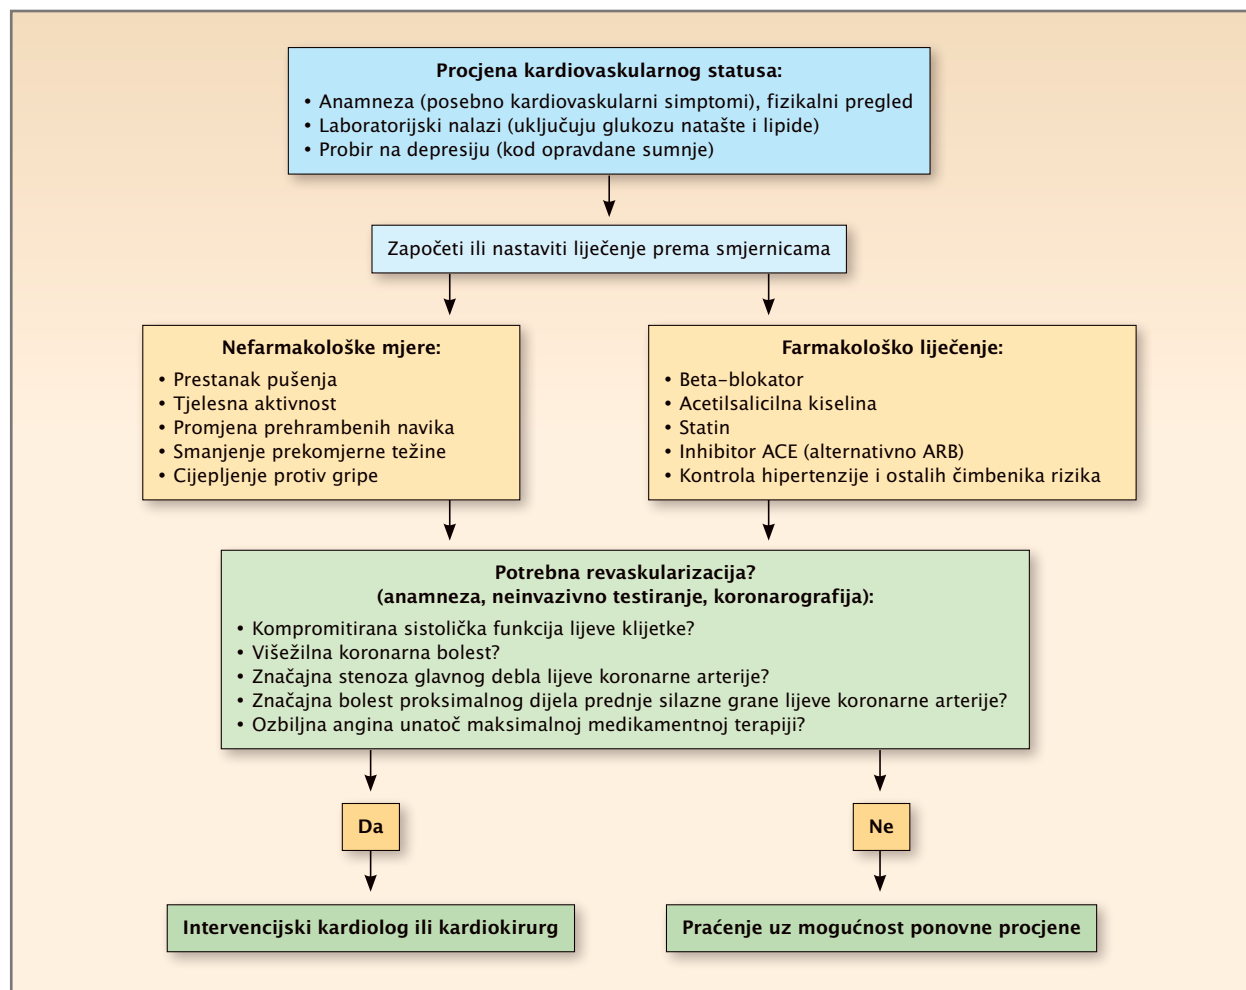 Procjena kardiovaskularnog statusa:
• Anamneza (posebno kardiovaskularni simptomi), fizikalni pregled
• Laboratorijski nalazi (uključuju glukozu natašte i lipide)
• Probir na depresiju (kod opravdane sumnje)
Započeti ili nastaviti liječenje prema smjernicama
Nefarmakološke mjere:
• Prestanak pušenja
• Tjelesna aktivnost
• Promjena prehrambenih navika
• Smanjenje prekomjerne težine
• Cijepljenje protiv gripe
Farmakološko liječenje:
• Beta-blokator
• Acetilsalicilna kiselina
• Statin
• Inhibitor ACE (alternativno ARB)
• Kontrola hipertenzije i ostalih čimbenika rizika
Potrebna revaskularizacija?
(anamneza, neinvazivno testiranje, koronarografija):
• Kompromitirana sistolička funkcija lijeve klijetke?
• Višežilna koronarna bolest?
• Značajna stenoza glavnog debla lijeve koronarne arterije?
• Značajna bolest proksimalnog dijela prednje silazne grane lijeve koronarne arterije?
• Ozbiljna angina unatoč maksimalnoj medikamentnoj terapiji?
Da
Ne
Intervencijski kardiolog ili kardiokirurg
Praćenje uz mogućnost ponovne procjene